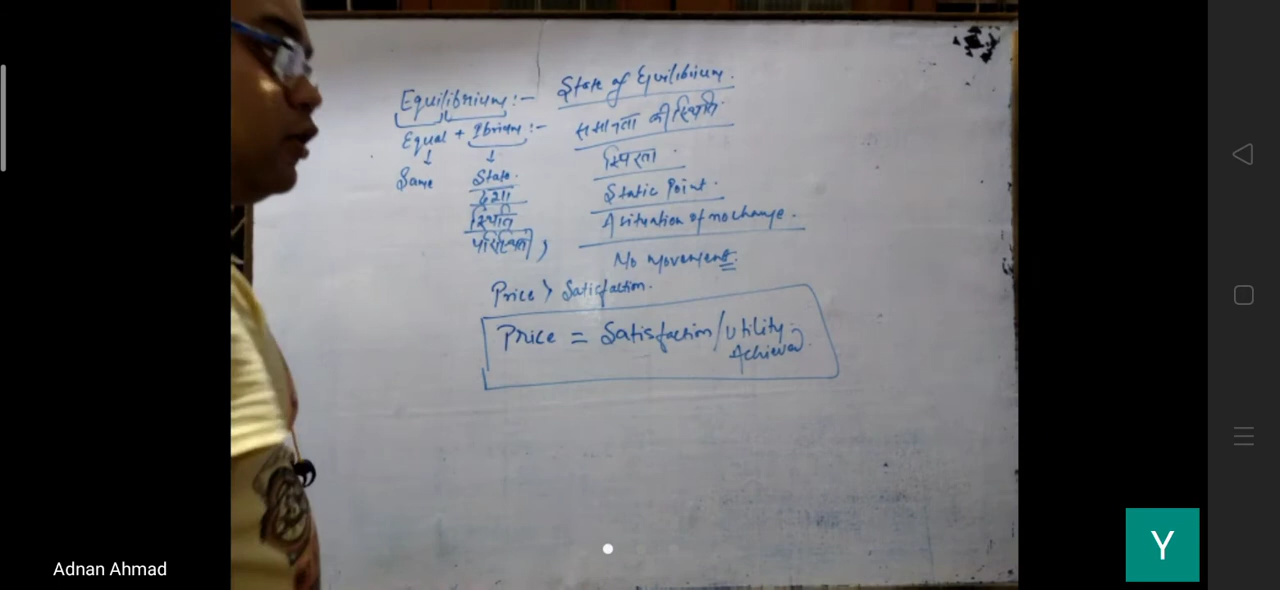 Equilibrium :- State of Equilibrium.
Equal + Ibrium :- समानता की स्थिति
↓ ↓ स्थिरता.
Same State. Static Point.
दशा
स्थिति A situation of no change.
परिस्थिती, No movement.
Price > Satisfaction.
Price = Satisfaction/Utility
Achieved.
Adnan Ahmad
Y